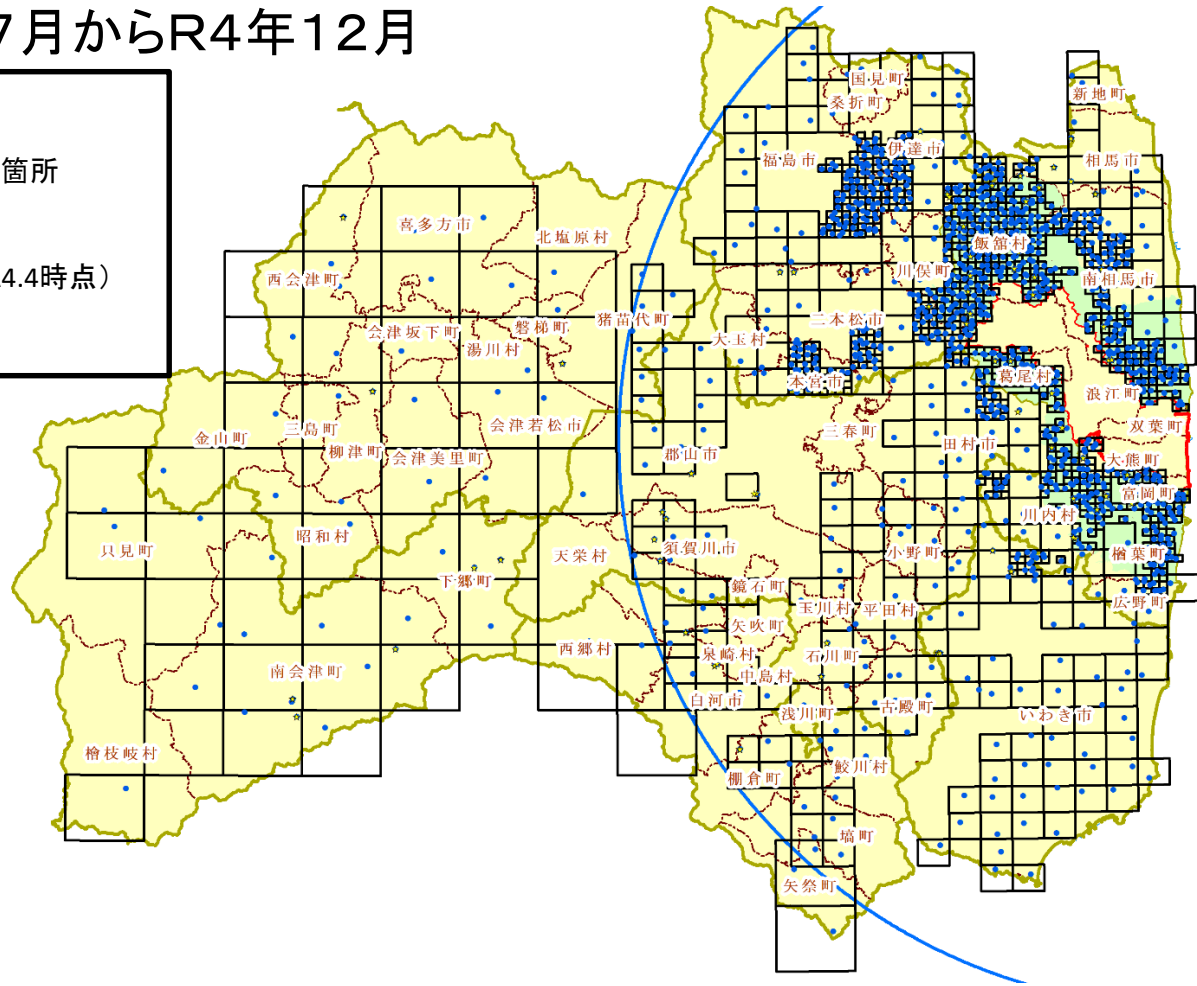 7月からR4年12月
箇所
4.4時点）
国見町
桑折町
新地町
伊達市
福島市
相馬市
喜多方市
北塩原村
飯舘村
西会津町
川俣町
南相馬市
猪苗代町
二本松市
会津坂下町
磐梯町
湯川村
大玉村
本宮市
葛尾村
浪江町
三島町
会津若松市
三春町
双葉町
金山町
田村市
柳津町
会津美里町
郡山市
大熊町
富岡町
川内村
昭和村
只見町
天栄村
須賀川市
小野町
楢葉町
下郷町
鏡石町
玉川村
平田村
広野町
矢吹町
西郷村
泉崎村
石川町
南会津町
中島村
白河市
浅川町
古殿町
いわき市
檜枝岐村
棚倉町
鮫川村
塙町
矢祭町